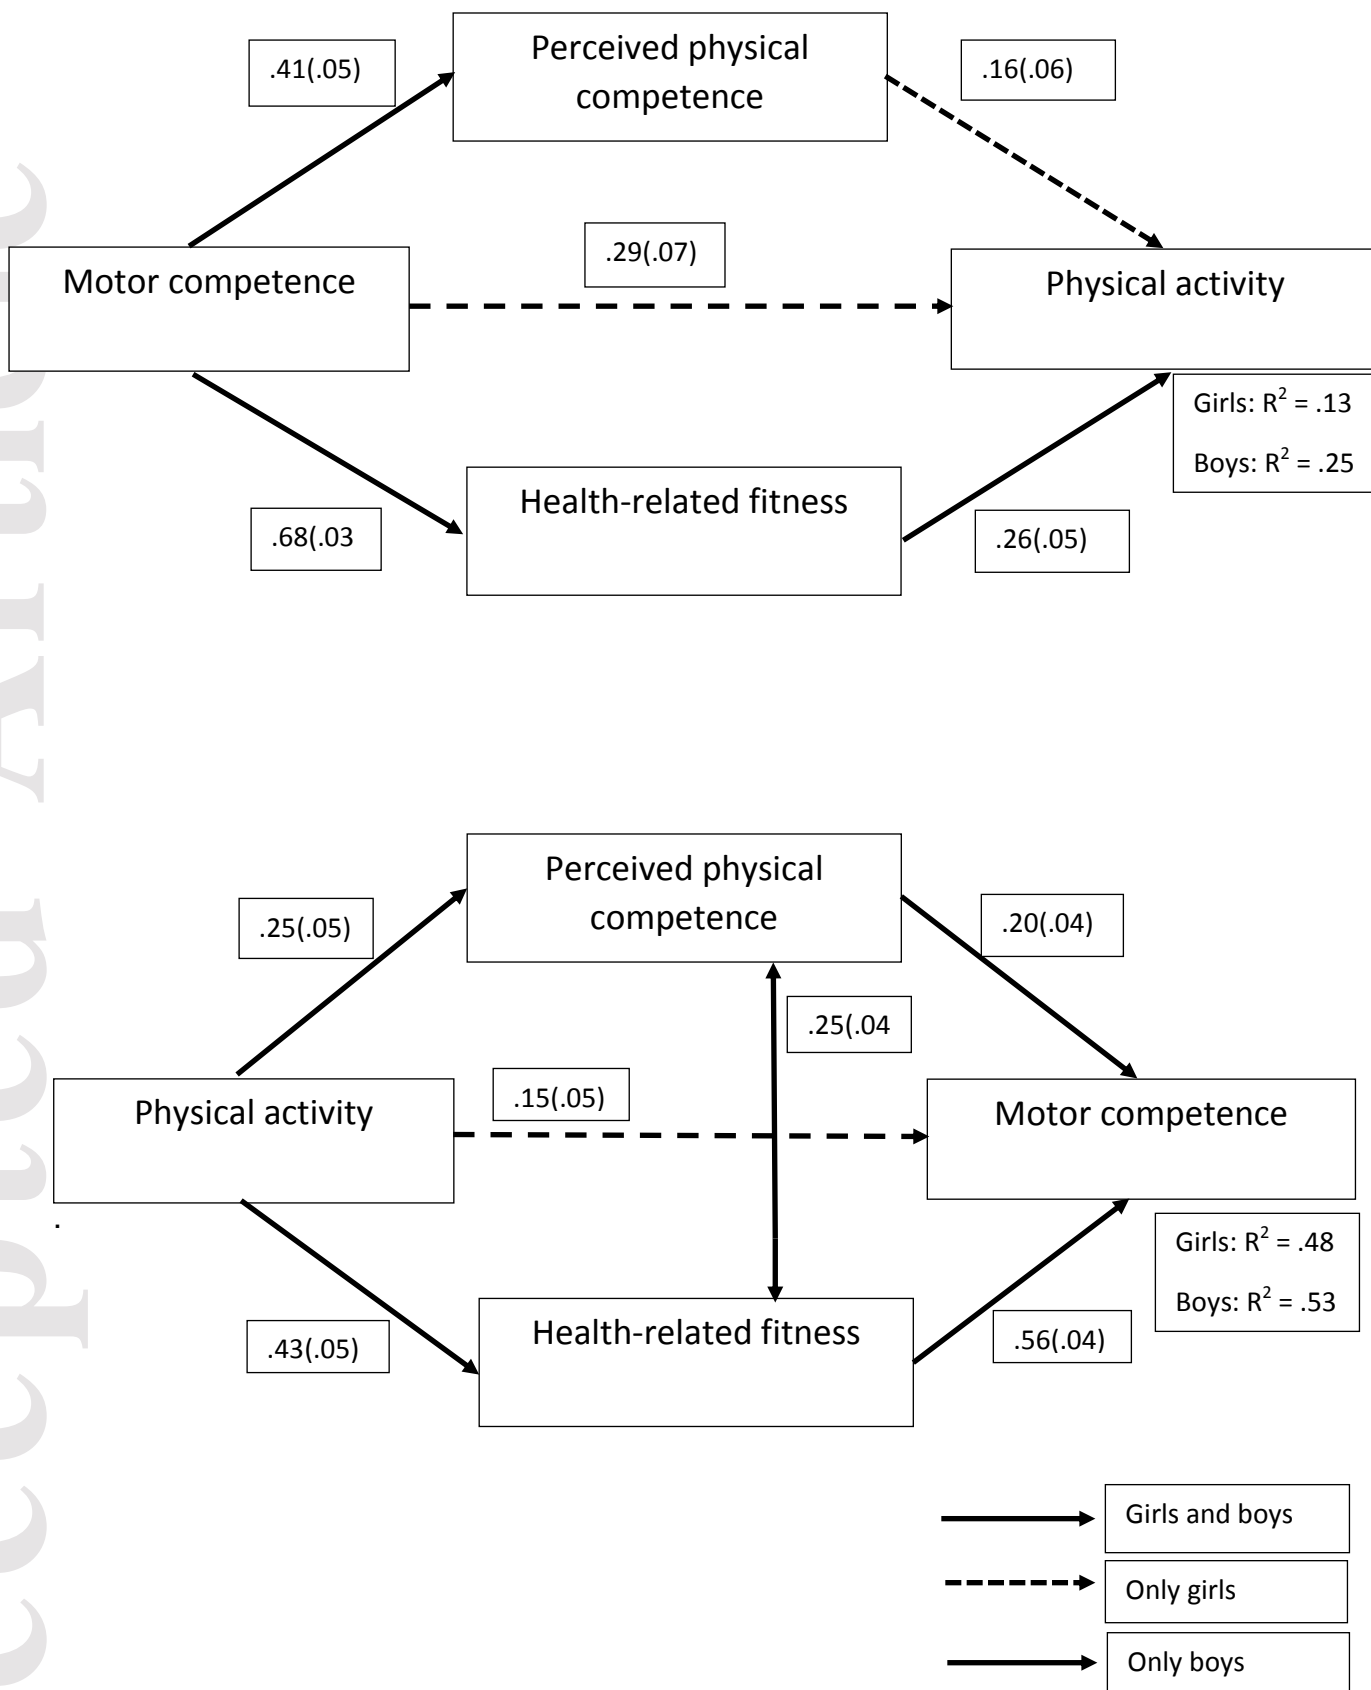 .41(.05)
Perceived physical
competence
.16(.06)
.29(.07)
Motor competence
Physical activity
Girls: R2 = .13
Boys: R2 = .25
Health-related fitness
.68(.03
.26(.05)
Perceived physical
competence
.25(.05)
.20(.04)
.25(.04
.15(.05)
Physical activity
Motor competence
.
Girls: R2 = .48
Boys: R2 = .53
Health-related fitness
.43(.05)
.56(.04)
Girls and boys
Only girls
Only boys
ccepted Article